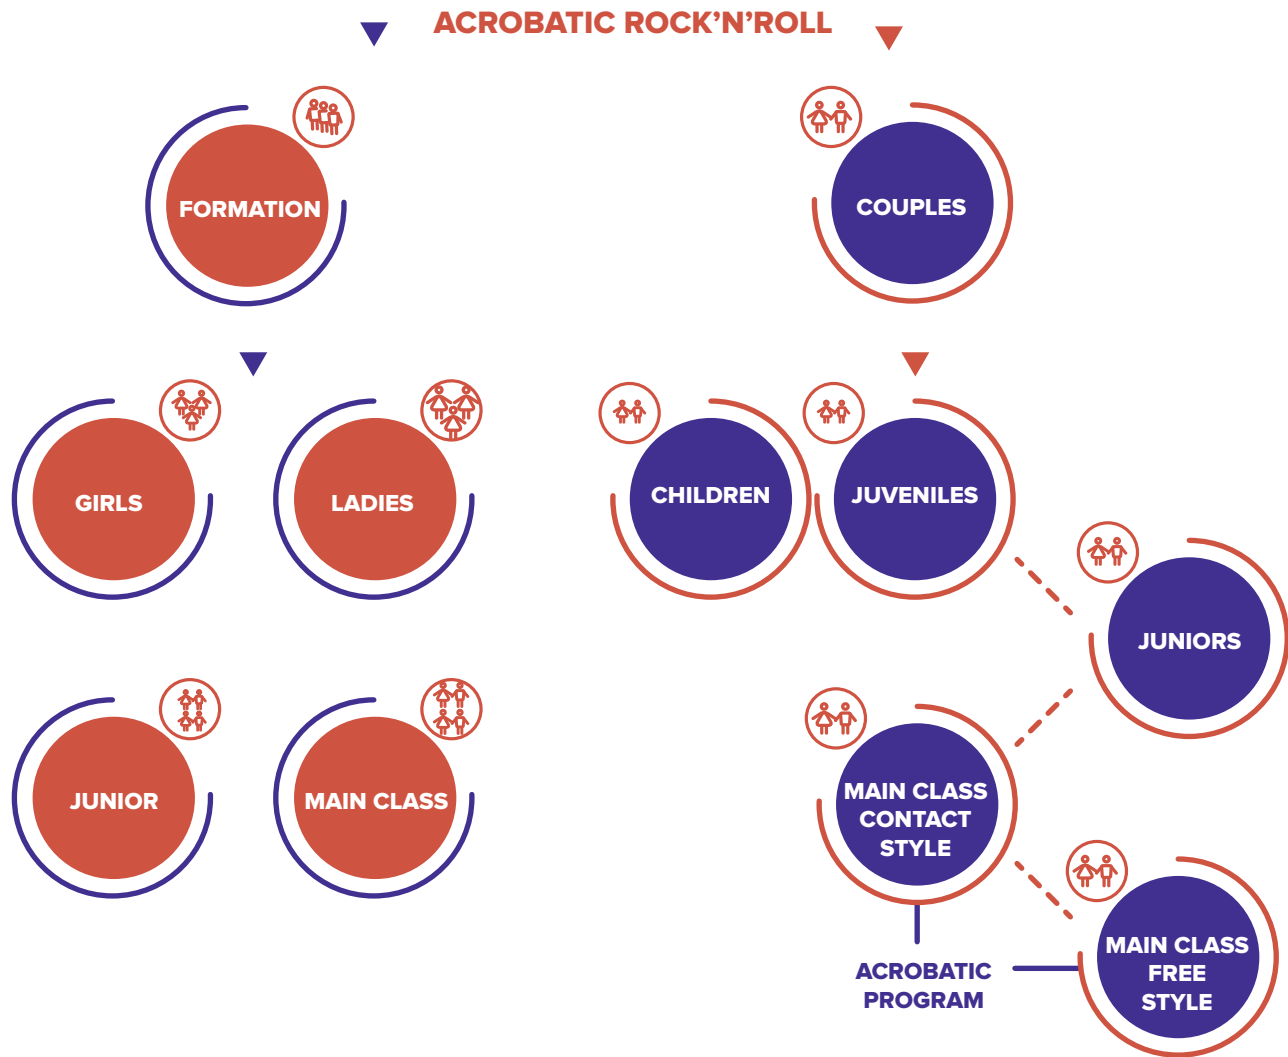 ACROBATIC ROCK’N’ROLL
FORMATION
COUPLES
GIRLS
LADIES
CHILDREN
JUVENILES
JUNIORS
JUNIOR
MAIN CLASS
MAIN CLASS
CONTACT
STYLE
MAIN CLASS
FREE
STYLE
ACROBATIC
PROGRAM